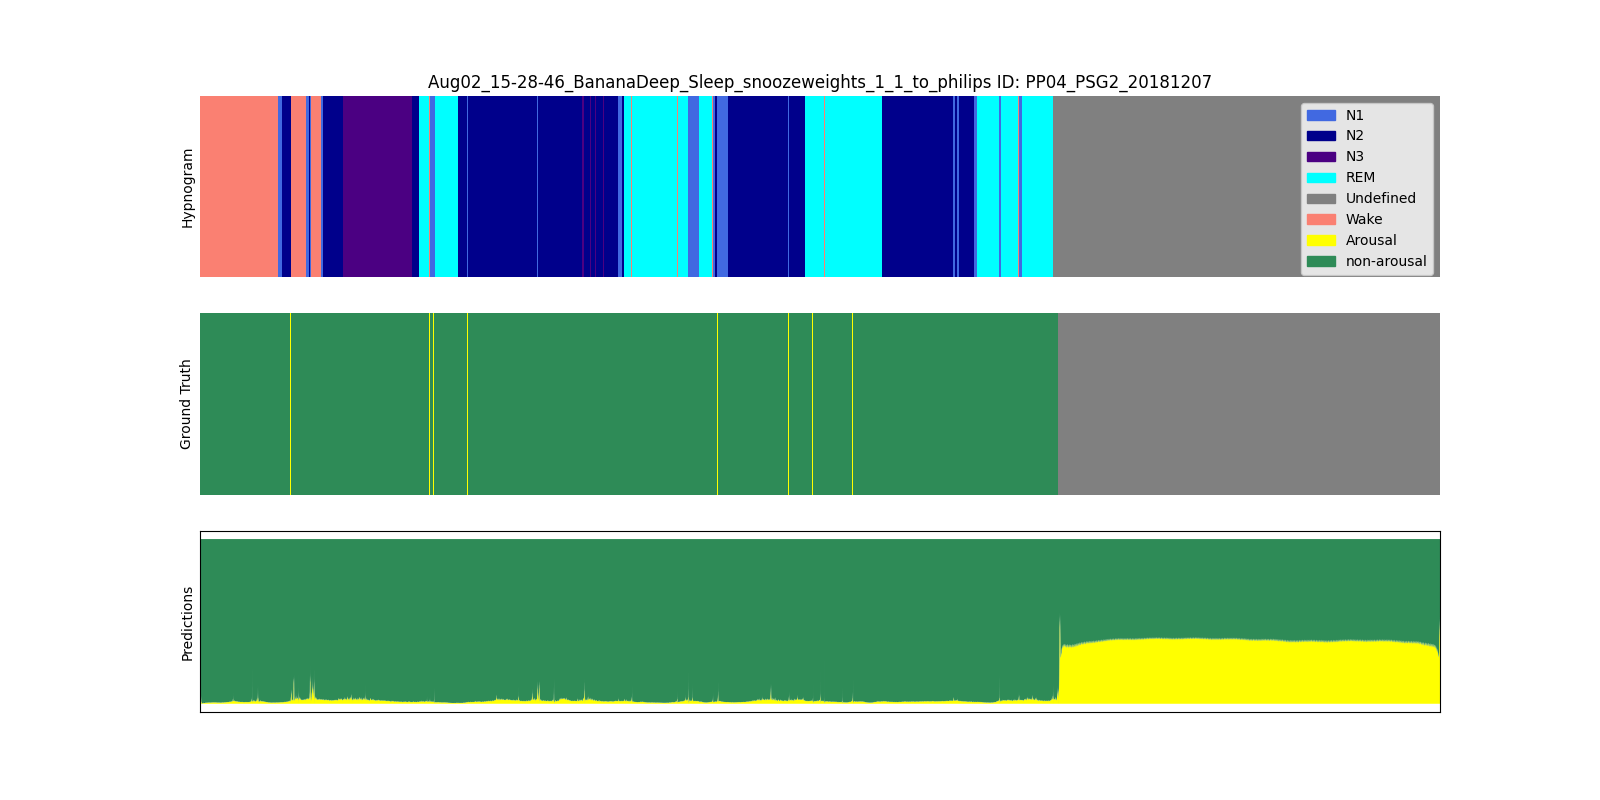 Aug02_15-28-46_BananaDeep_Sleep_snoozeweights_1_1_to_philips ID: PP04_PSG2_20181207
Hypnogram
N1
N2
N3
REM
Undefined
Wake
Arousal
non-arousal
Ground Truth
Predictions